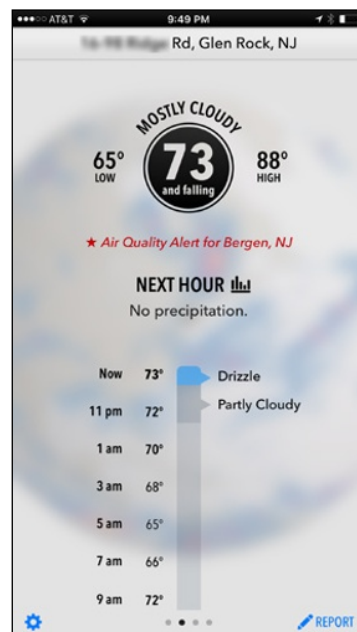 AT&T 9:49 PM
Rd, Glen Rock, NJ
MOSTLY CLOUDY
65° 73 88°
LOW and falling HIGH
★ Air Quality Alert for Bergen, NJ
NEXT HOUR
No precipitation.
Now 73° Drizzle
11 pm 72° Partly Cloudy
1 am 70°
3 am 68°
5 am 65°
7 am 66°
9 am 72°
REPORT